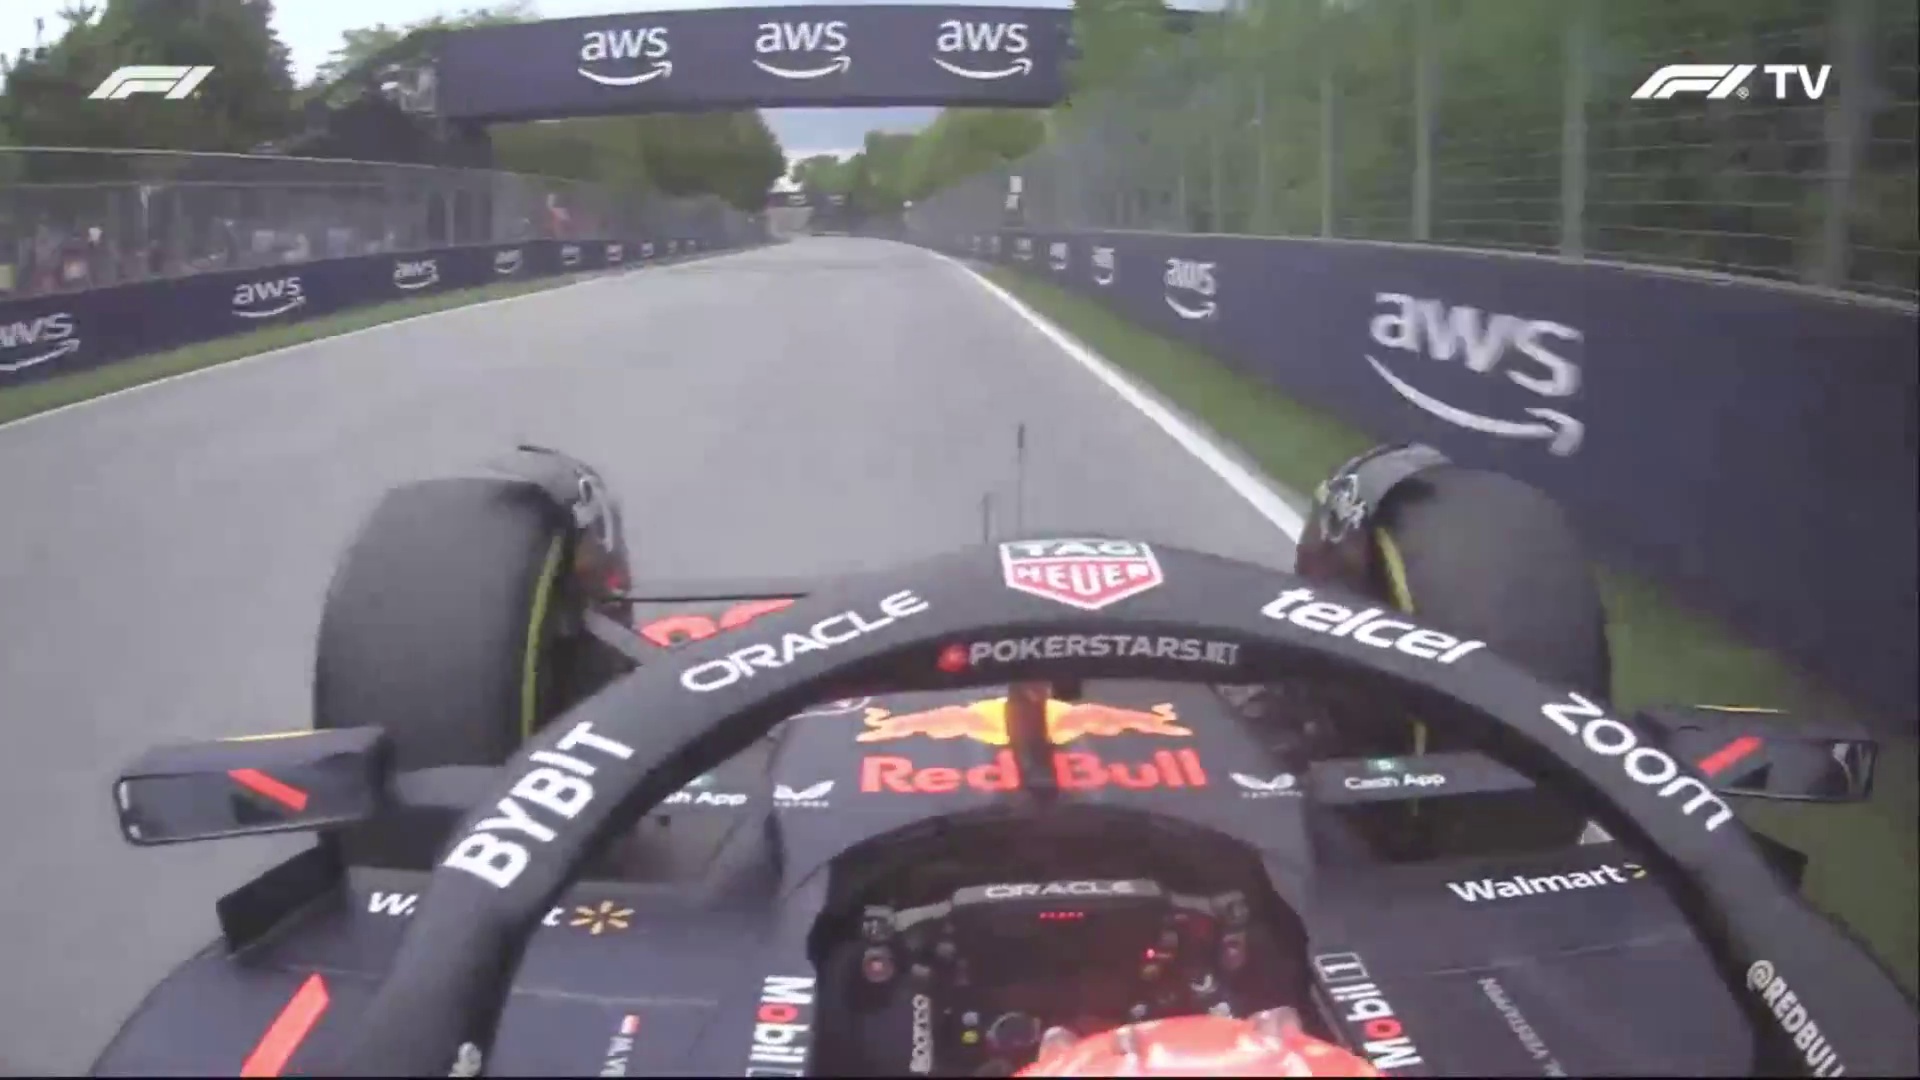 F1
F1 TV
aws aws aws
aws
aws
aws
aws
aws
aws
aws
TAG
HEUER
ORACLE
telcel
POKERSTARS.NET
BYBIT
zoom
Red Bull
Cash App
Walmart
ORACLE
Mobil 1
Mobil 1
@REDBULL